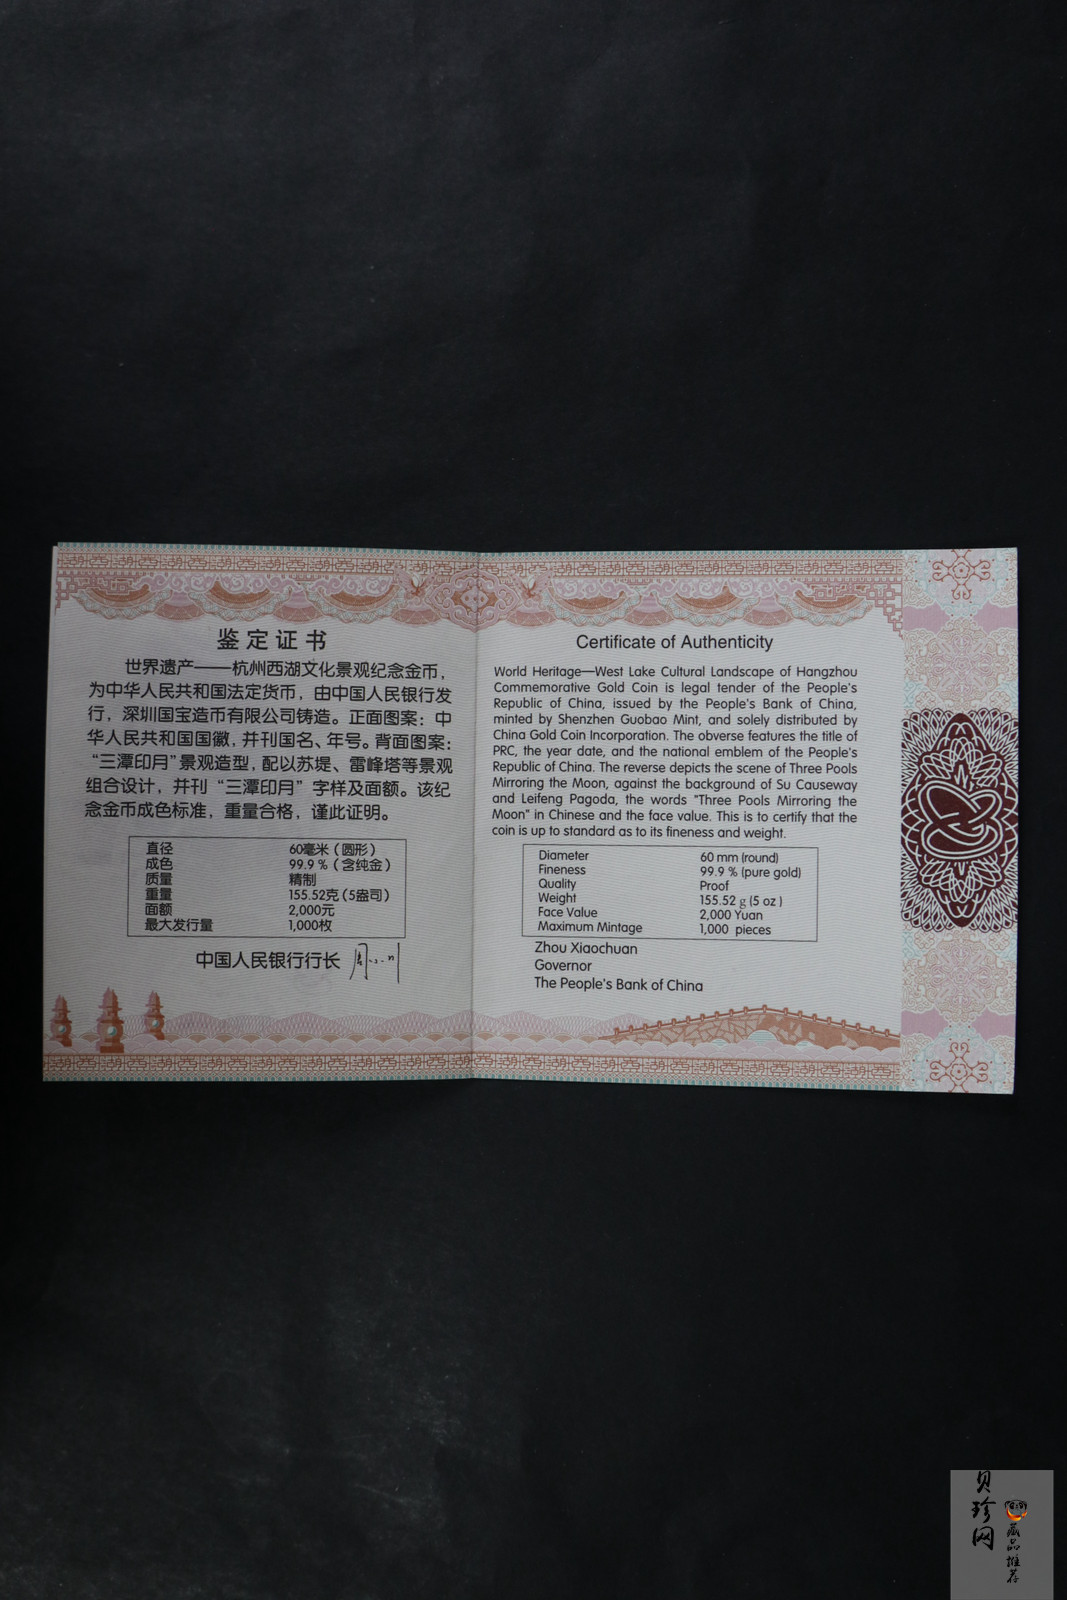 鉴定证书
世界遗产——杭州西湖文化景观纪念金币，
为中华人民共和国法定货币，由中国人民银行发
行，深圳国宝造币有限公司铸造。正面图案：中
华人民共和国国徽，并刊国名、年号。背面图案：
“三潭印月”景观造型，配以苏堤、雷峰塔等景观
组合设计，并刊“三潭印月”字样及面额。该纪
念金币成色标准，重量合格，谨此证明。
直径 60毫米（圆形）
成色 99.9％（含纯金）
质量 精制
重量 155.52克（5盎司）
面额 2,000元
最大发行量 1,000枚
中国人民银行行长
Certificate of Authenticity
World Heritage—West Lake Cultural Landscape of Hangzhou
Commemorative Gold Coin is legal tender of the People's
Republic of China, issued by the People's Bank of China,
minted by Shenzhen Guobao Mint, and solely distributed by
China Gold Coin Incorporation. The obverse features the title of
PRC, the year date, and the national emblem of the People's
Republic of China. The reverse depicts the scene of Three Pools
Mirroring the Moon, against the background of Su Causeway
and Leifeng Pagoda, the words "Three Pools Mirroring the
Moon" in Chinese and the face value. This is to certify that the
coin is up to standard as to its fineness and weight.
Diameter 60 mm (round)
Fineness 99.9 % (pure gold)
Quality Proof
Weight 155.52 g (5 oz )
Face Value 2,000 Yuan
Maximum Mintage 1,000 pieces
Zhou Xiaochuan
Governor
The People's Bank of China
贝珍网
藏品推荐